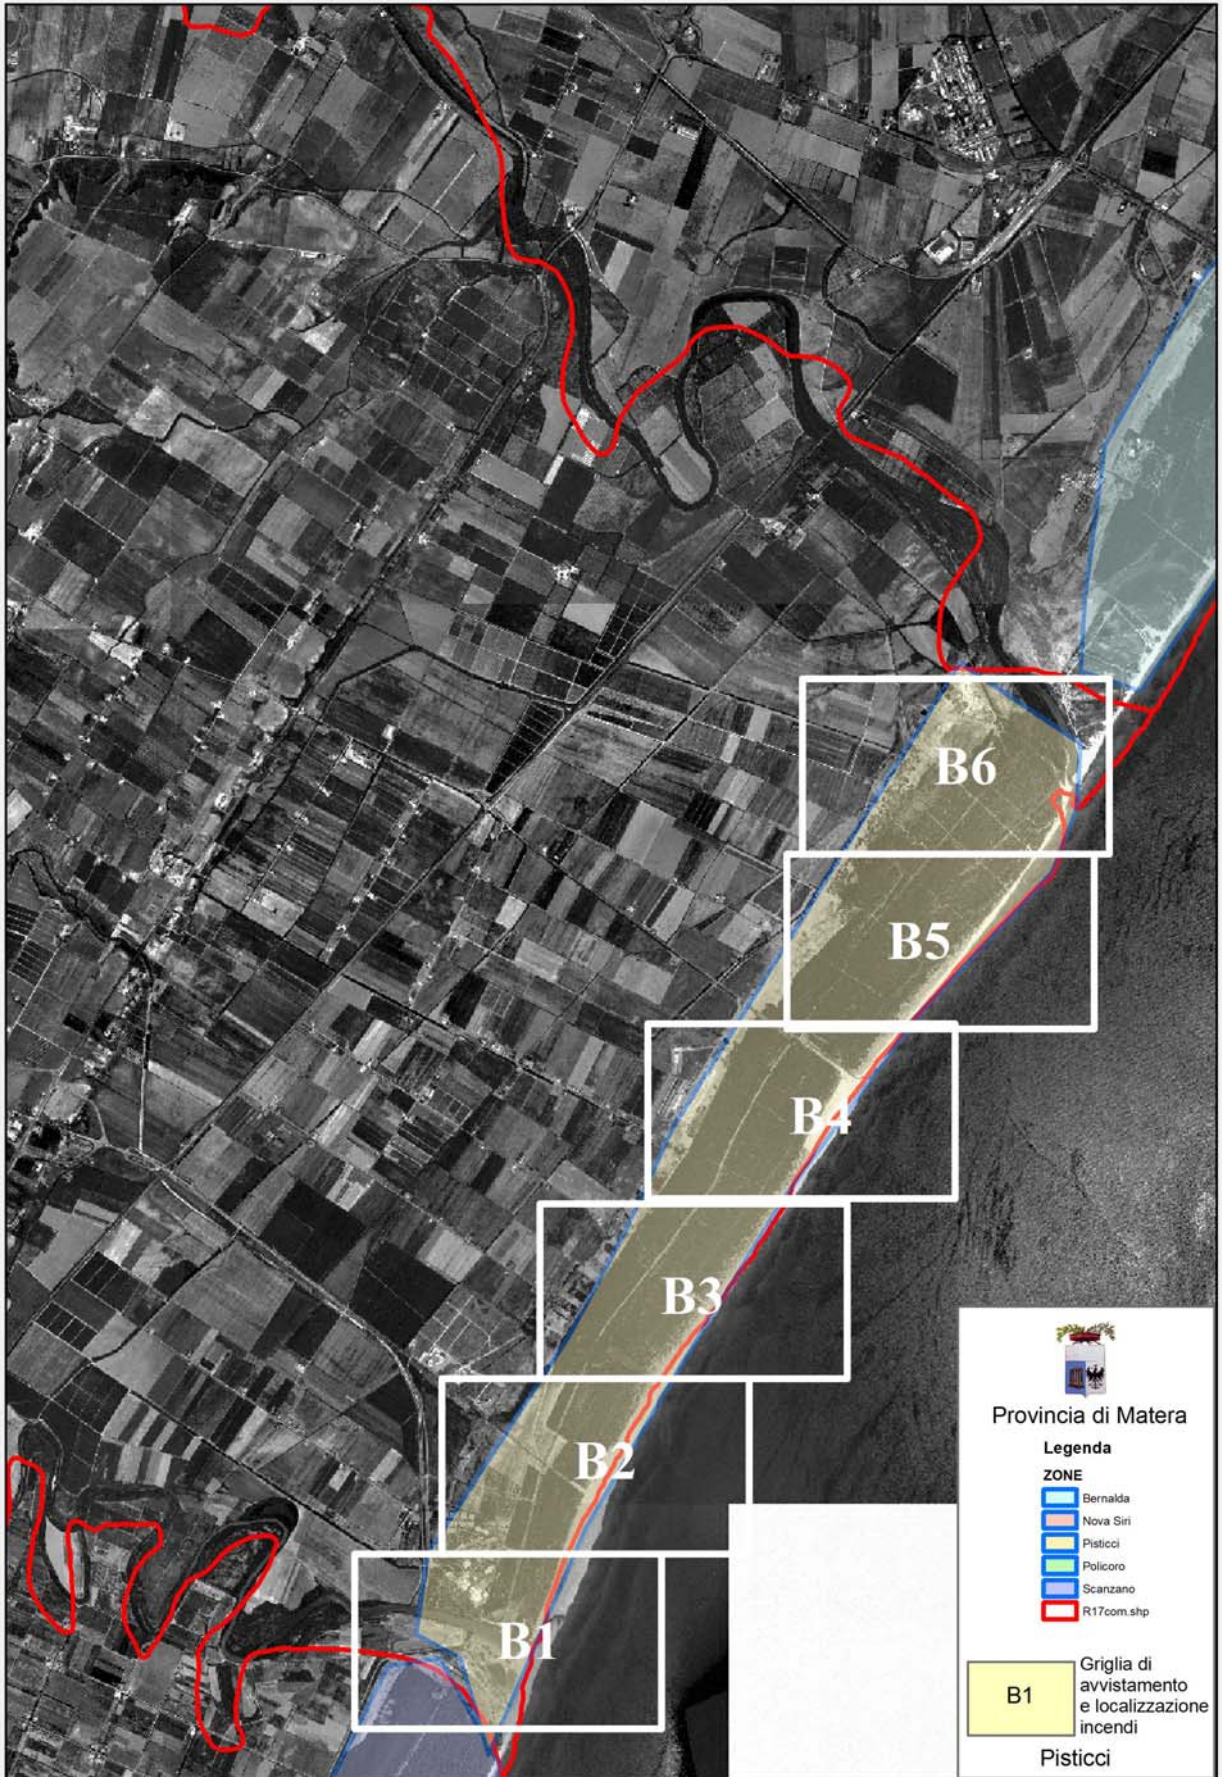 B6
B5
B4
B3
B2
B1
Provincia di Matera
Legenda
ZONE
Bernalda
Nova Siri
Pisticci
Policoro
Scanzano
R17com.shp
B1
Griglia di
avvistamento
e localizzazione
incendi
Pisticci